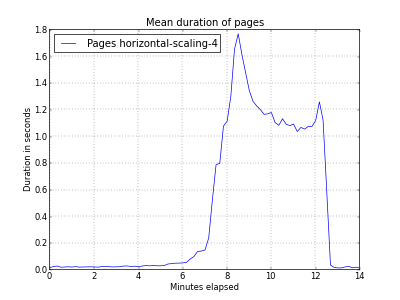 Mean duration of pages
Pages horizontal-scaling-4
Duration in seconds
1.8
1.6
1.4
1.2
1.0
0.8
0.6
0.4
0.2
0.0
0 2 4 6 8 10 12 14
Minutes elapsed